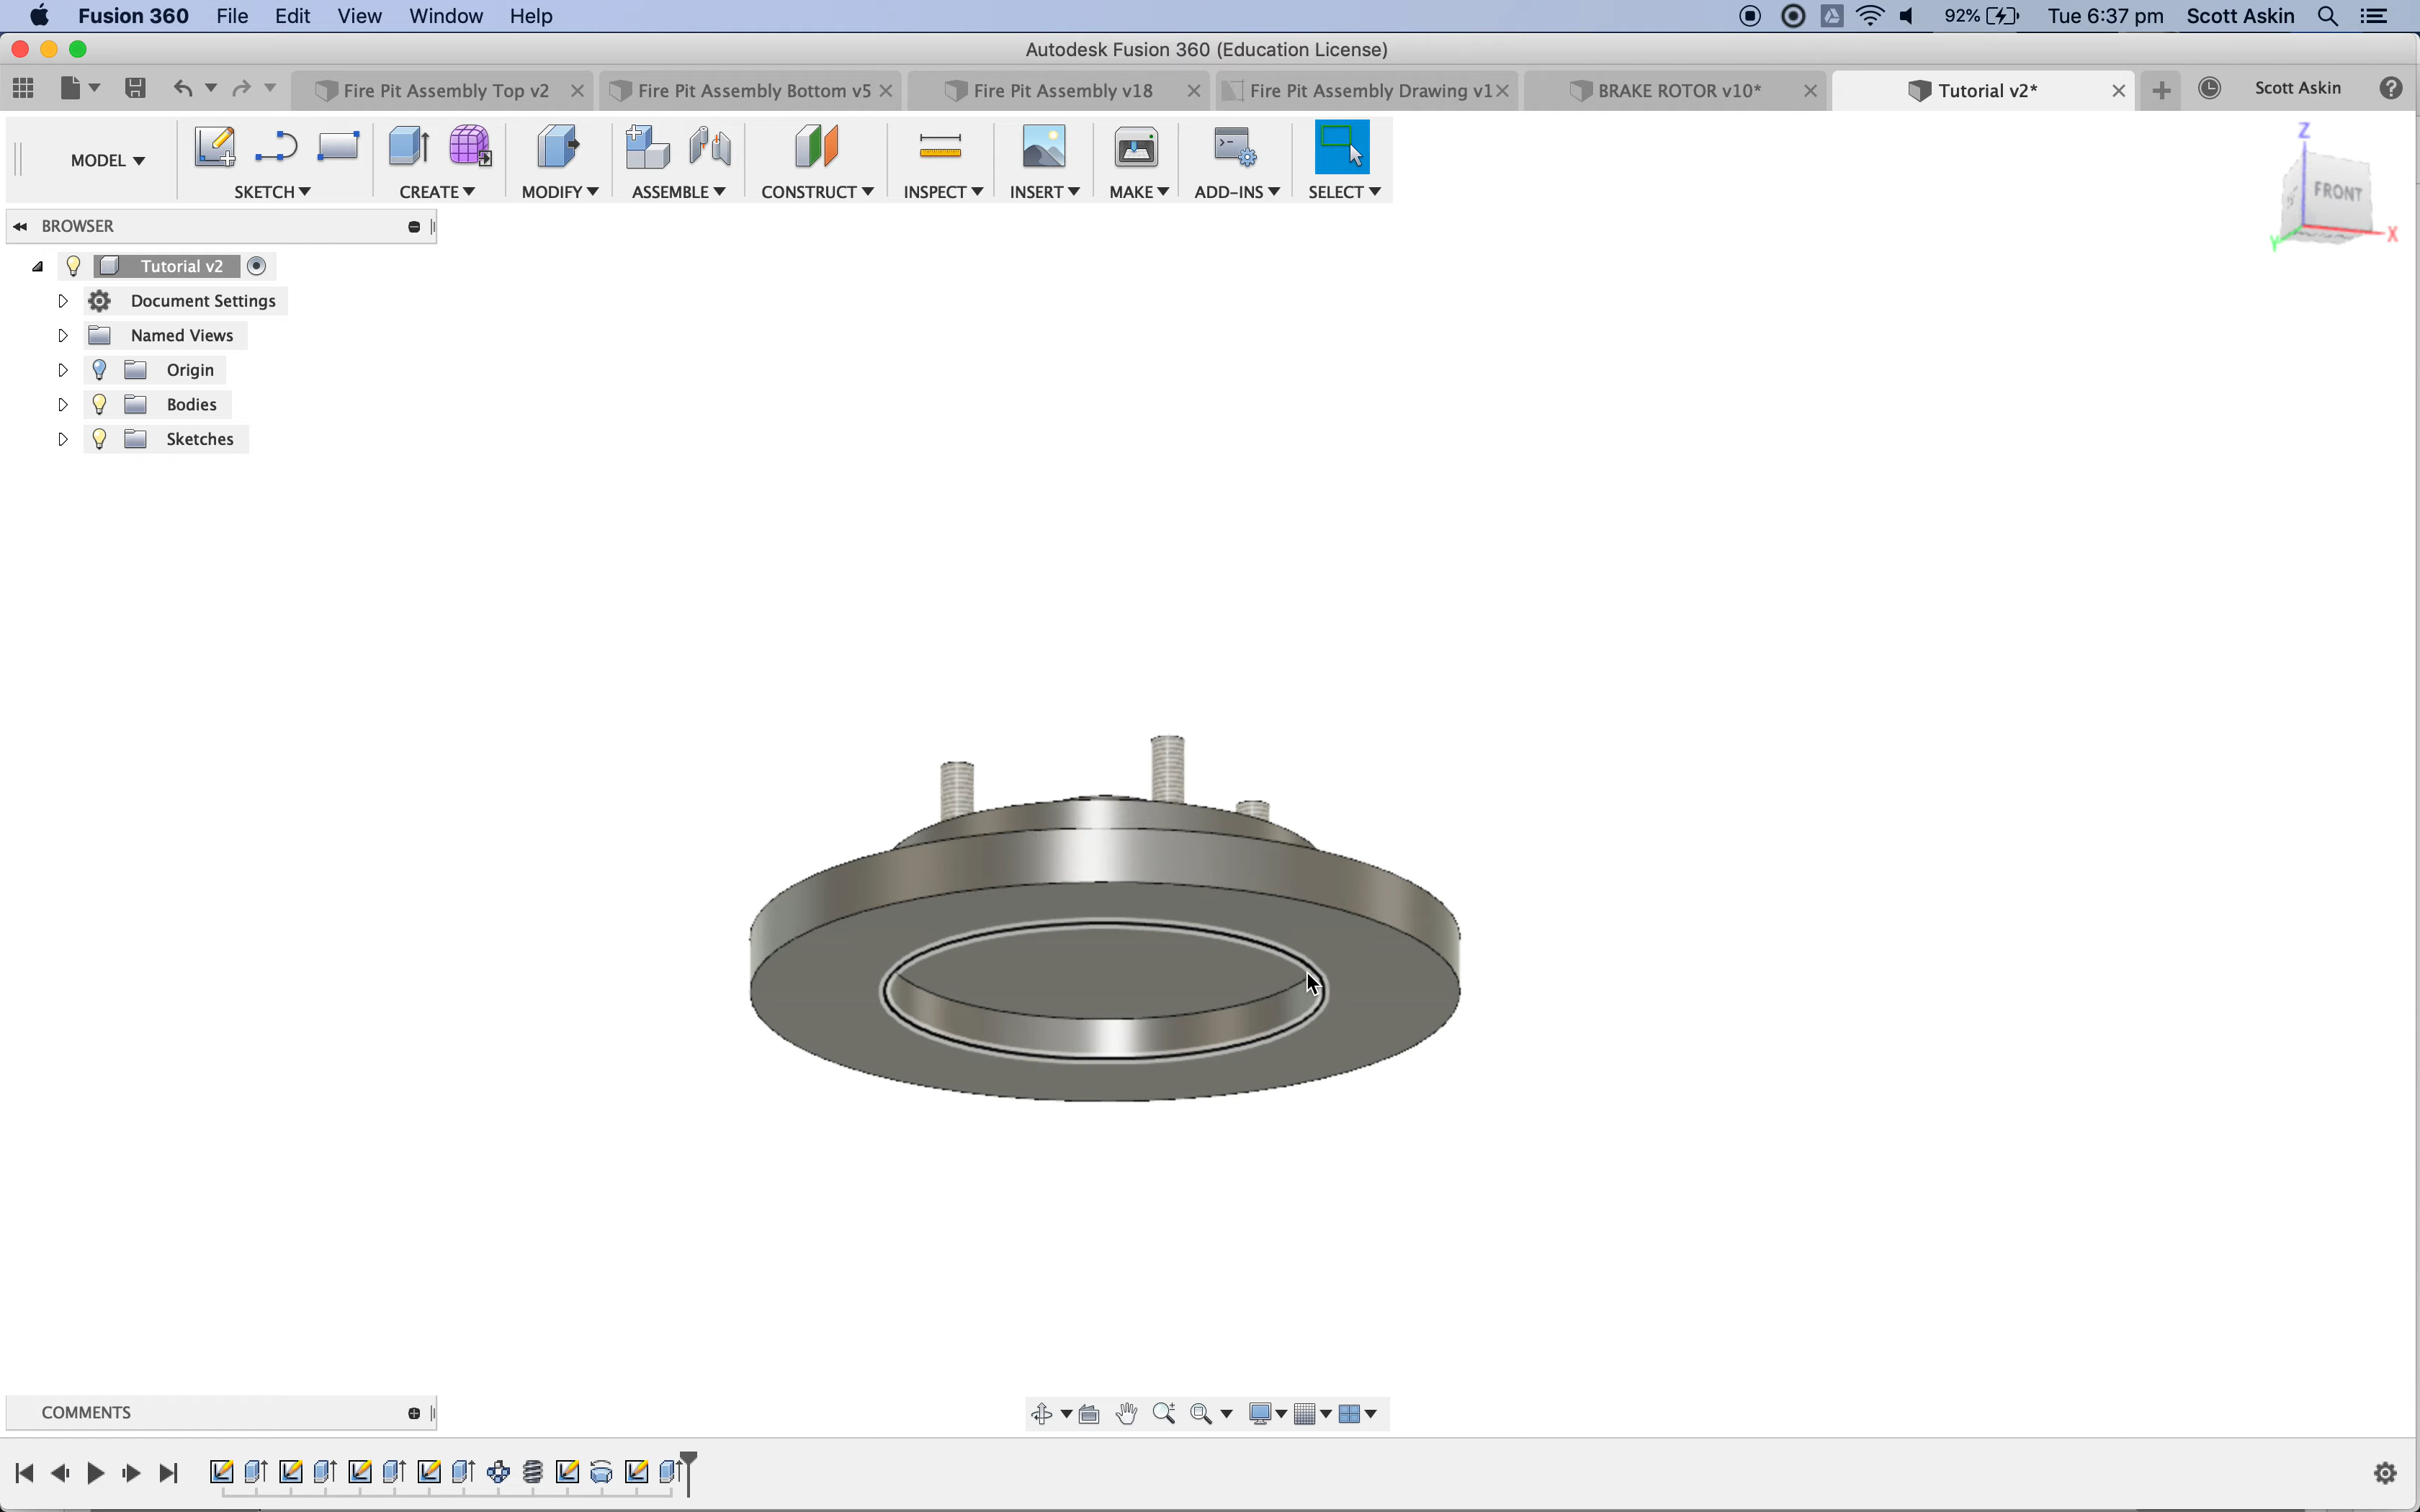 Fusion 360 File Edit View Window Help 92% Tue 6:37 pm Scott Askin
Autodesk Fusion 360 (Education License)
Fire Pit Assembly Top v2 Fire Pit Assembly Bottom v5 Fire Pit Assembly v18 Fire Pit Assembly Drawing v1 BRAKE ROTOR v10* Tutorial v2* Scott Askin
MODEL
SKETCH CREATE MODIFY ASSEMBLE CONSTRUCT INSPECT INSERT MAKE ADD-INS SELECT
Z
FRONT
X
Y
BROWSER
Tutorial v2
Document Settings
Named Views
Origin
Bodies
Sketches
COMMENTS